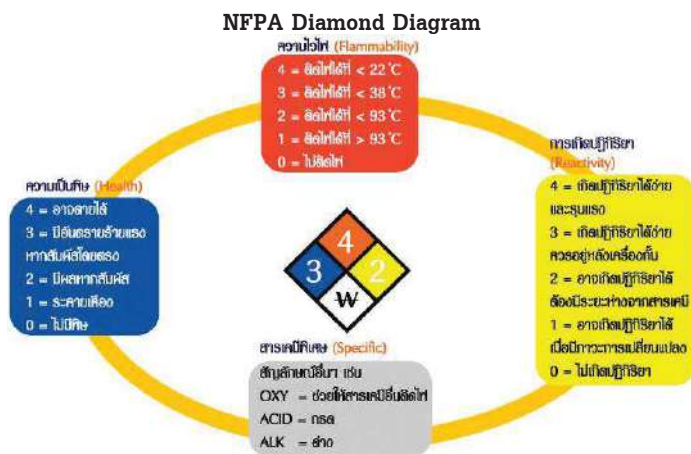 NFPA Diamond Diagram
ความไวไฟ (Flammability)
4 = ติดไฟได้ที่ < 22°C
3 = ติดไฟได้ที่ < 38°C
2 = ติดไฟได้ที่ < 93°C
1 = ติดไฟได้ที่ > 93°C
0 = ไม่ติดไฟ
ความเป็นพิษ (Health)
4 = อาจตายได้
3 = มีอันตรายร้ายแรง
หากสัมผัสโดยตรง
2 = มีผลหากสัมผัส
1 = ระคายเคือง
0 = ไม่มีพิษ
4
3
2
W
การเกิดปฏิกิริยา
(Reactivity)
4 = เกิดปฏิกิริยาได้ง่าย
และรุนแรง
3 = เกิดปฏิกิริยาได้ง่าย
ควรอยู่หลังเครื่องกั้น
2 = อาจเกิดปฏิกิริยาได้
ต้องมีระยะห่างจากสารเคมี
1 = อาจเกิดปฏิกิริยาได้
เมื่อมีภาวะการเปลี่ยนแปลง
0 = ไม่เกิดปฏิกิริยา
สารเคมีพิเศษ (Specific)
สัญลักษณ์อื่นๆ เช่น
OXY = ช่วยให้สารเคมีอื่นติดไฟ
ACID = กรด
ALK = ด่าง